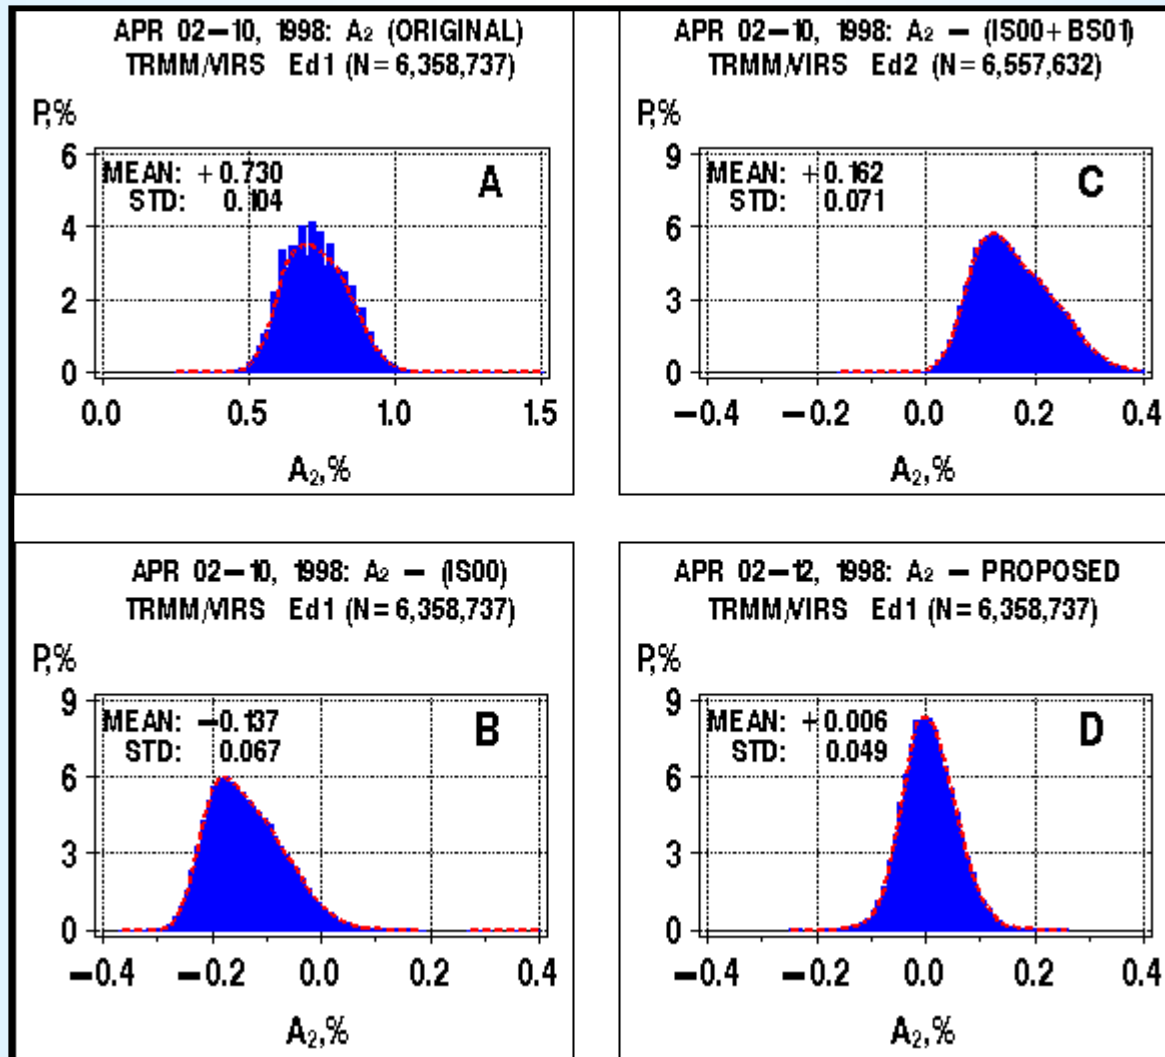 APR 02–10, 1998: A₂ (ORIGINAL)
TRMM/VIRS Ed1 (N = 6,358,737)
P,%
6
4
2
0
MEAN: +0.730
STD: 0.104
A
0.0 0.5 1.0 1.5
A₂,%
APR 02–10, 1998: A₂ – (IS00+BS01)
TRMM/VIRS Ed2 (N = 6,557,632)
P,%
9
6
3
0
MEAN: +0.162
STD: 0.071
C
–0.4 –0.2 0.0 0.2 0.4
A₂,%
APR 02–10, 1998: A₂ – (IS00)
TRMM/VIRS Ed1 (N = 6,358,737)
P,%
9
6
3
0
MEAN: –0.137
STD: 0.067
B
–0.4 –0.2 0.0 0.2 0.4
A₂,%
APR 02–12, 1998: A₂ – PROPOSED
TRMM/VIRS Ed1 (N = 6,358,737)
P,%
9
6
3
0
MEAN: +0.006
STD: 0.049
D
–0.4 –0.2 0.0 0.2 0.4
A₂,%